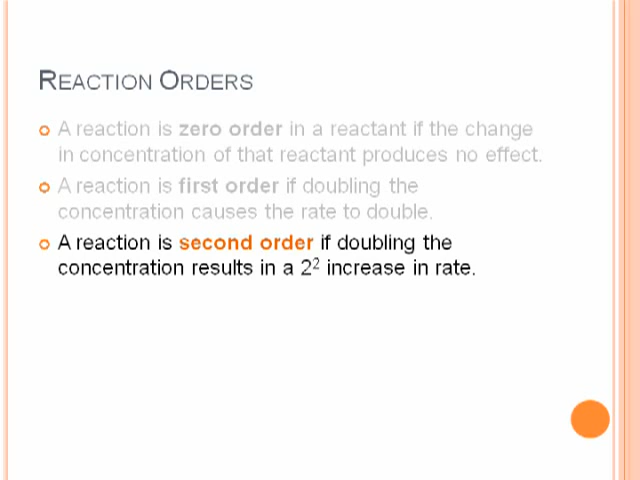 REACTION ORDERS
A reaction is zero order in a reactant if the change
in concentration of that reactant produces no effect.
A reaction is first order if doubling the
concentration causes the rate to double.
A reaction is second order if doubling the
concentration results in a 2² increase in rate.